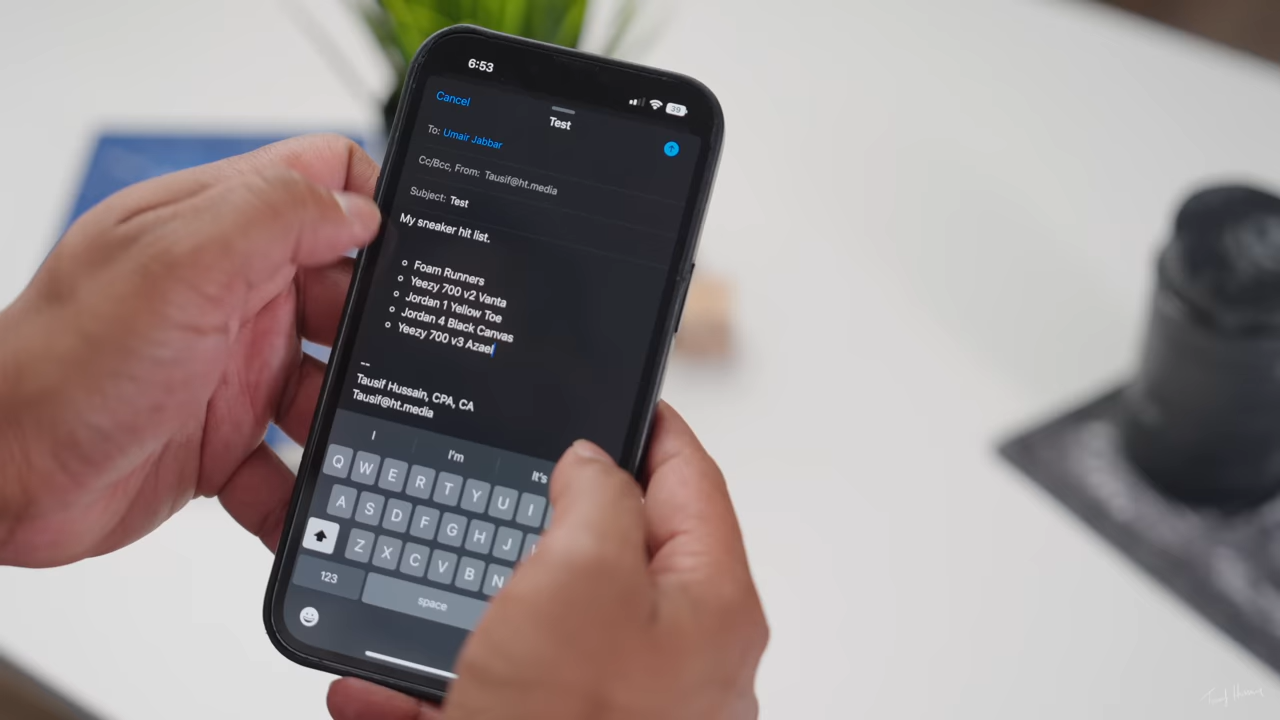 6:53
39
Cancel
Test
To: Umair Jabbar
Cc/Bcc, From: Tausif@ht.media
Subject: Test
My sneaker hit list.
Foam Runners
Yeezy 700 v2 Vanta
Jordan 1 Yellow Toe
Jordan 4 Black Canvas
Yeezy 700 v3 Azael
--
Tausif Hussain, CPA, CA
Tausif@ht.media
I I'm It's
Q W E R T Y U I
A S D F G H J
Z X C V B N
123 space